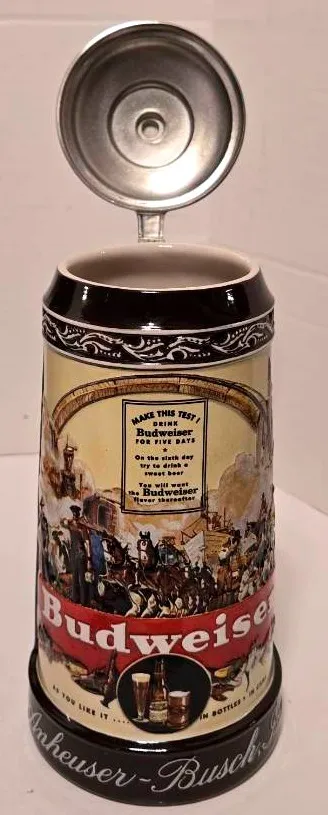 MAKE THIS TEST!
DRINK
Budweiser
FOR FIVE DAYS
On the sixth day
try to drink a
sweet beer
You will want
the Budweiser
flavor thereafter
Budweiser
AS YOU LIKE IT ..... IN BOTTLES
Anheuser-Busch,